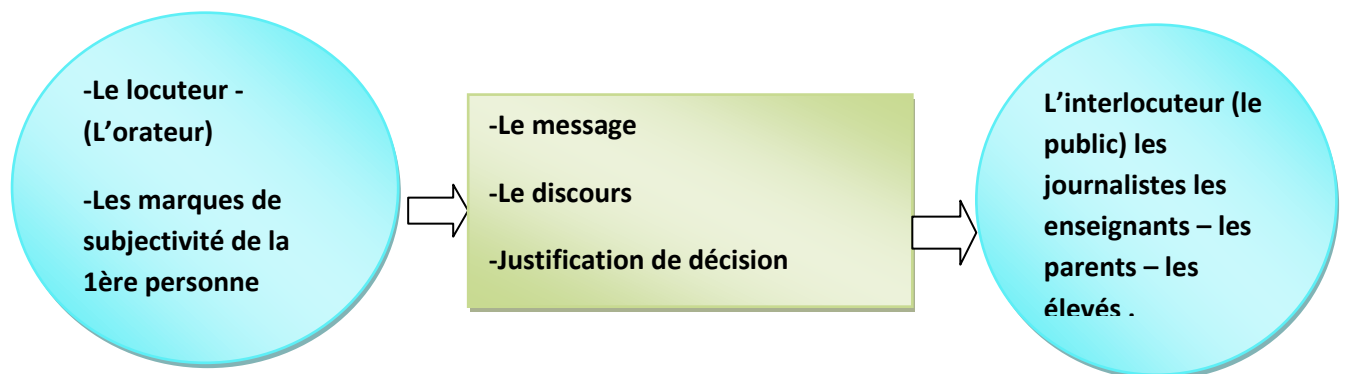 -Le locuteur -
(L’orateur)
-Les marques de
subjectivité de la
1ère personne
-Le message
-Le discours
-Justification de décision
L’interlocuteur (le
public) les
journalistes les
enseignants – les
parents – les
élevés .